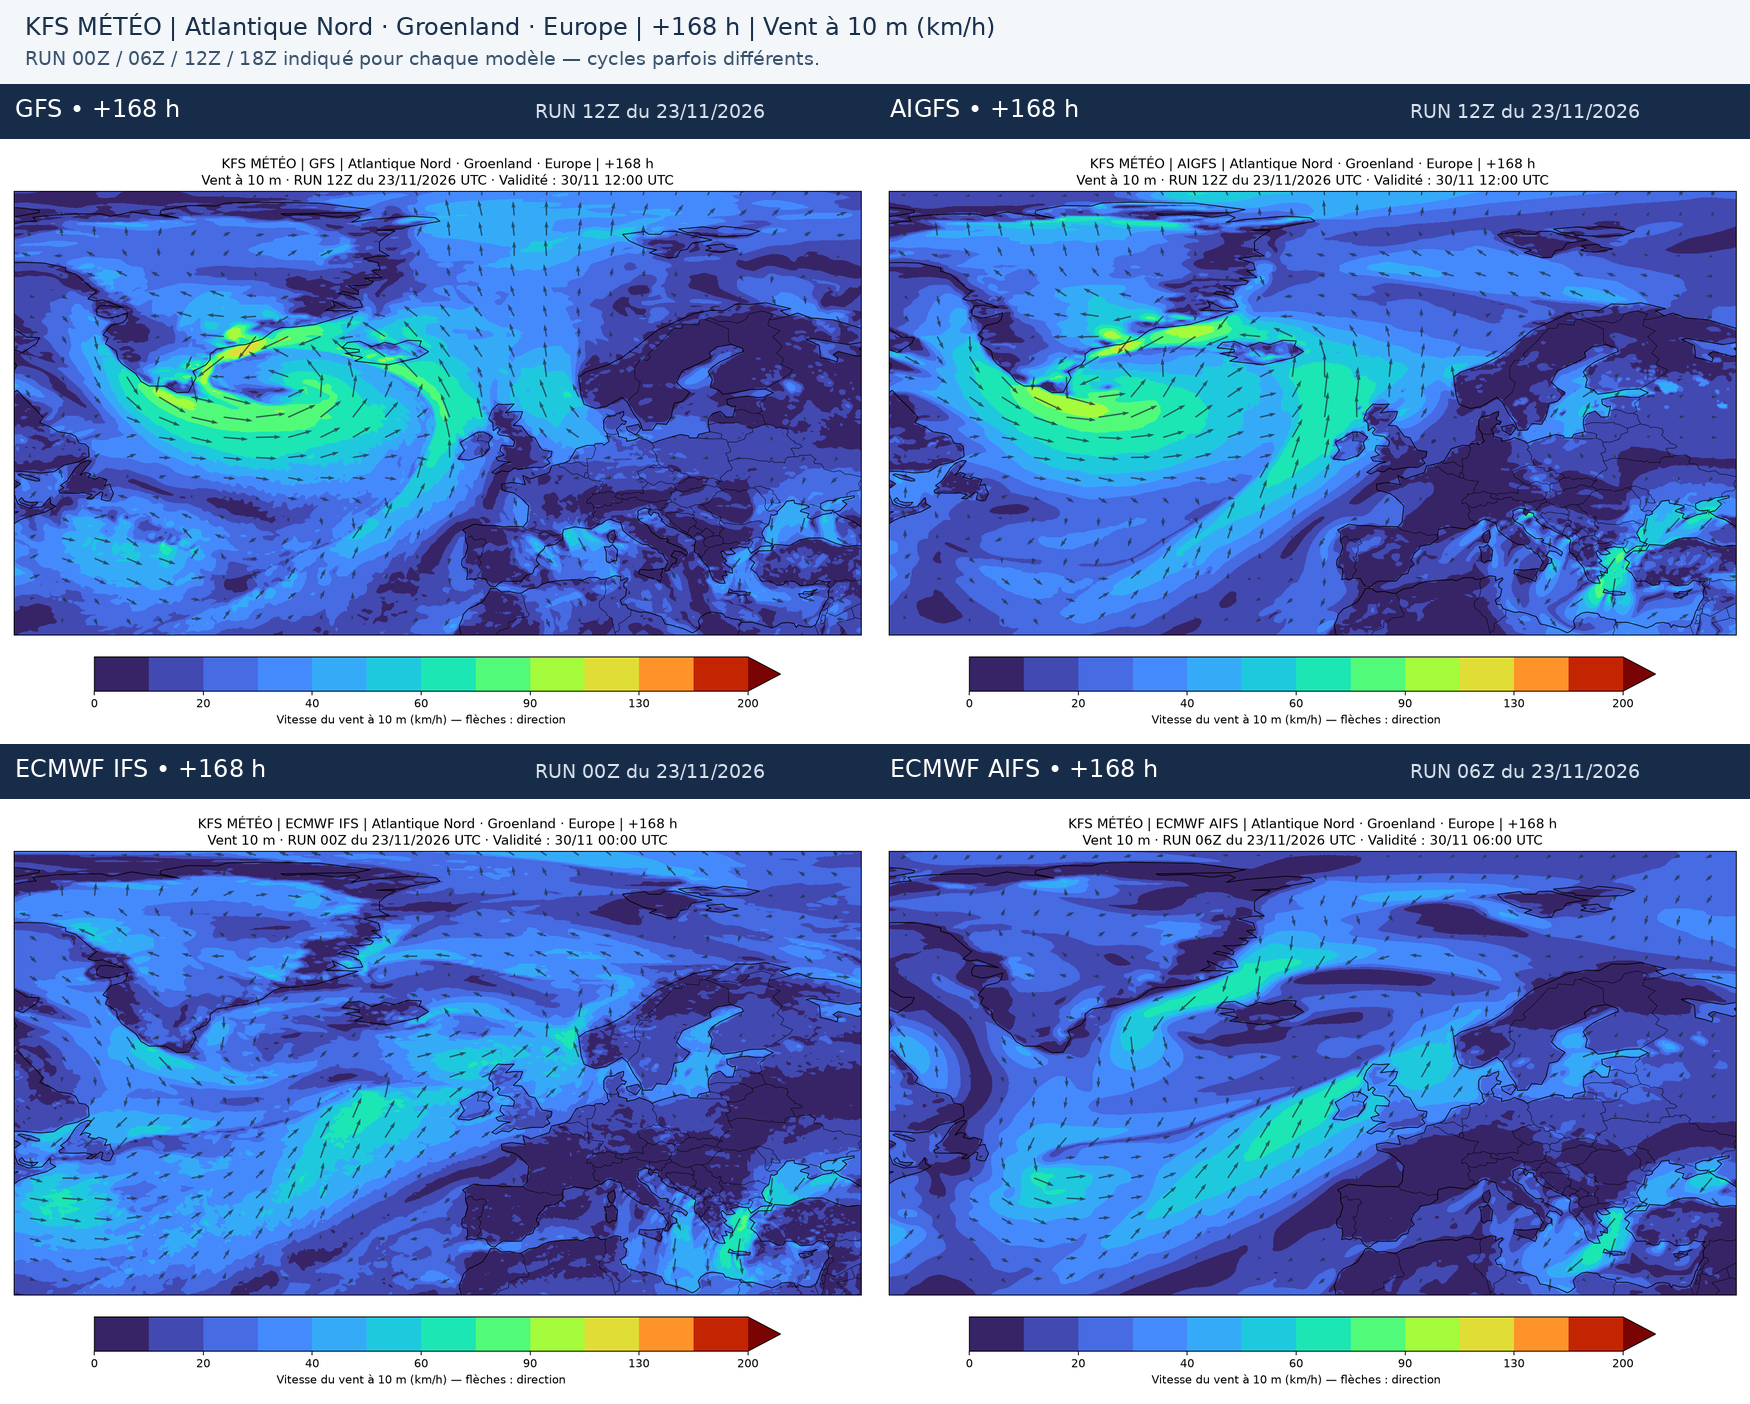 KFS MÉTÉO | Atlantique Nord · Groenland · Europe | +168 h | Vent à 10 m (km/h)
RUN 00Z / 06Z / 12Z / 18Z indiqué pour chaque modèle — cycles parfois différents.
GFS • +168 h
RUN 12Z du 23/11/2026
AIGFS • +168 h
RUN 12Z du 23/11/2026
KFS MÉTÉO | GFS | Atlantique Nord · Groenland · Europe | +168 h
Vent à 10 m · RUN 12Z du 23/11/2026 UTC · Validité : 30/11 12:00 UTC
KFS MÉTÉO | AIGFS | Atlantique Nord · Groenland · Europe | +168 h
Vent à 10 m · RUN 12Z du 23/11/2026 UTC · Validité : 30/11 12:00 UTC
0 20 40 60 90 130 200
Vitesse du vent à 10 m (km/h) — flèches : direction
0 20 40 60 90 130 200
Vitesse du vent à 10 m (km/h) — flèches : direction
ECMWF IFS • +168 h
RUN 00Z du 23/11/2026
ECMWF AIFS • +168 h
RUN 06Z du 23/11/2026
KFS MÉTÉO | ECMWF IFS | Atlantique Nord · Groenland · Europe | +168 h
Vent 10 m · RUN 00Z du 23/11/2026 UTC · Validité : 30/11 00:00 UTC
KFS MÉTÉO | ECMWF AIFS | Atlantique Nord · Groenland · Europe | +168 h
Vent 10 m · RUN 06Z du 23/11/2026 UTC · Validité : 30/11 06:00 UTC
0 20 40 60 90 130 200
Vitesse du vent à 10 m (km/h) — flèches : direction
0 20 40 60 90 130 200
Vitesse du vent à 10 m (km/h) — flèches : direction